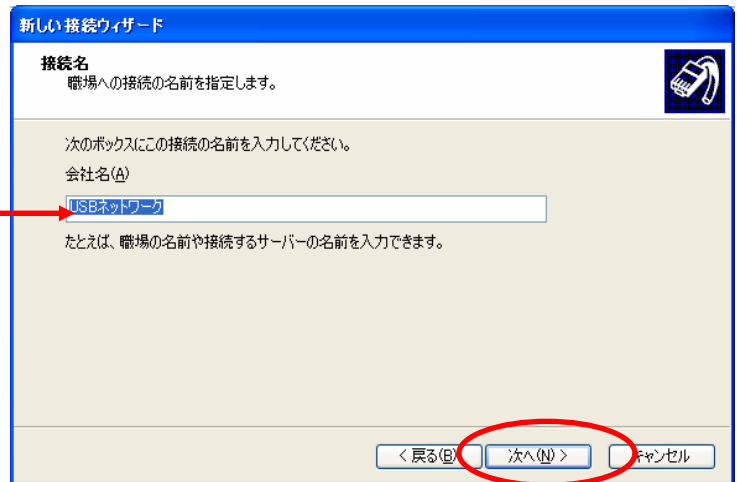 新しい接続ウィザード
接続名
職場への接続の名前を指定します。
次のボックスにこの接続の名前を入力してください。
会社名(A)
USBネットワーク
たとえば、職場の名前や接続するサーバーの名前を入力できます。
< 戻る(B) 次へ(N) > キャンセル